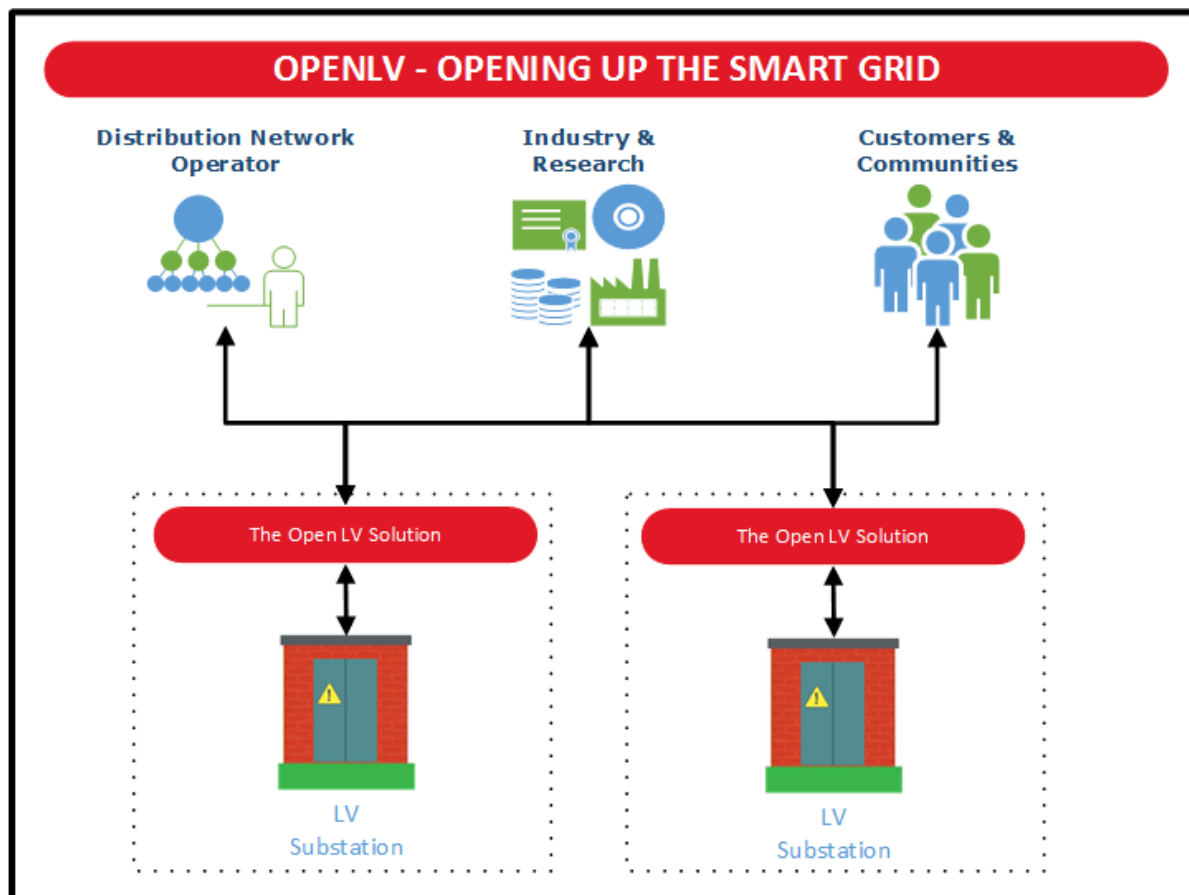 OPENLV - OPENING UP THE SMART GRID
Distribution Network
Operator
Industry &
Research
Customers &
Communities
The Open LV Solution
The Open LV Solution
LV
Substation
LV
Substation